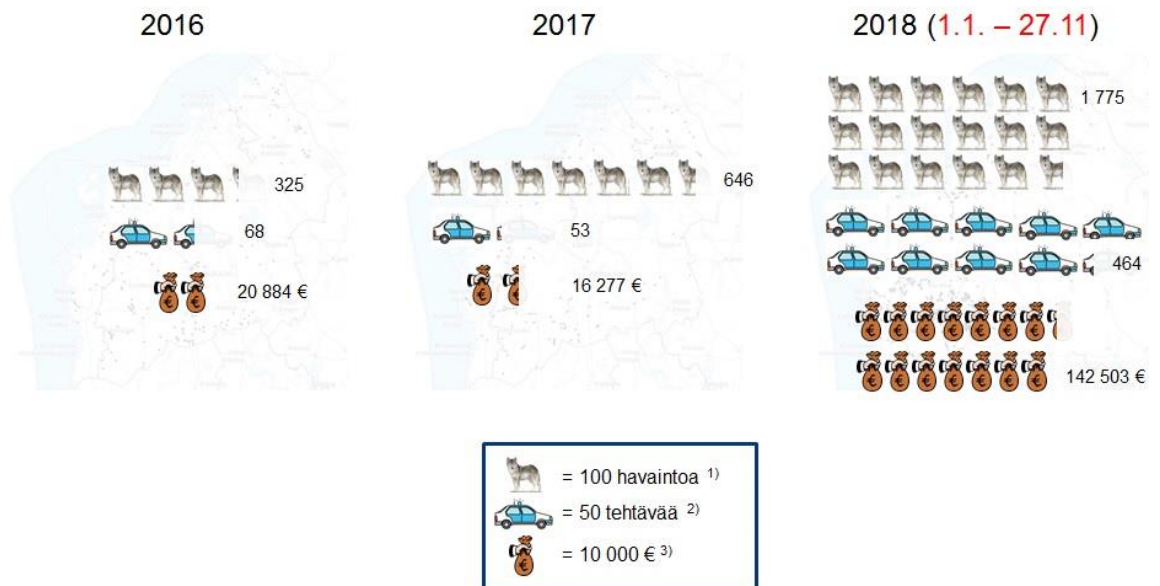 2016
325
68
20 884 €
2017
646
53
16 277 €
2018 (1.1. – 27.11)
1 775
464
142 503 €
= 100 havaintoa 1)
= 50 tehtävää 2)
= 10 000 € 3)